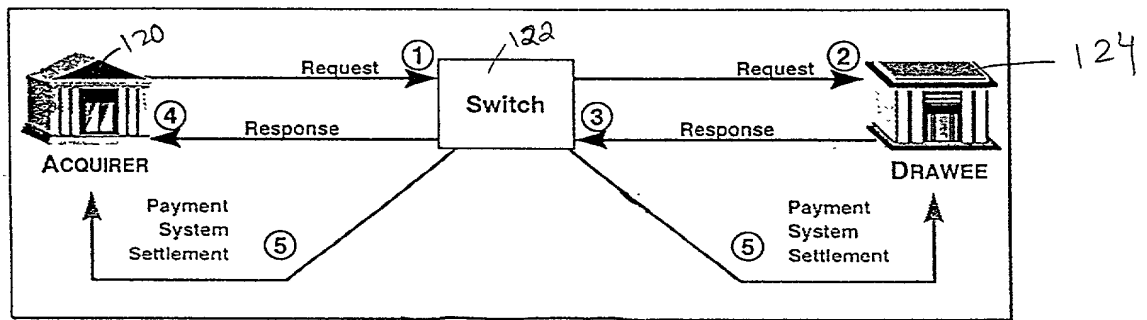 120
122
124
Request ①
Request ②
Switch
④ Response
③ Response
ACQUIRER
DRAWEE
Payment
System
Settlement ⑤
Payment
System
⑤ Settlement